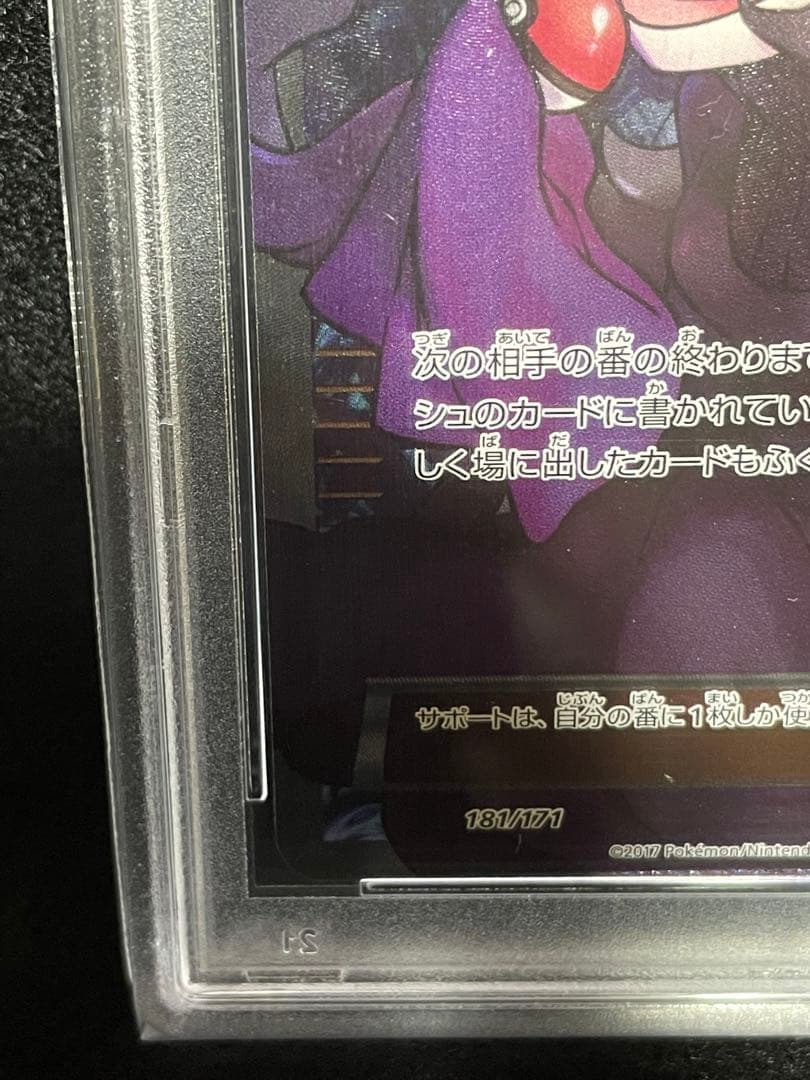 次の相手の番の終わりまで
シュのカードに書かれてい
しく場に出したカードもふく
サポートは、自分の番に1枚しか使
181/171
©2017 Pokémon/Nintend
21